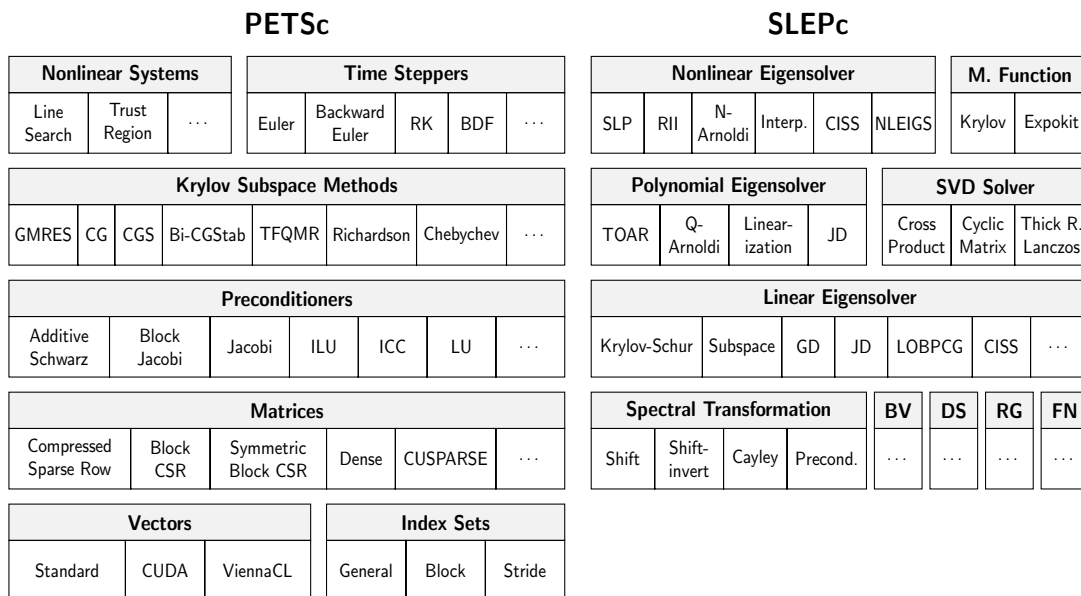 PETSc
Nonlinear Systems
Line Search
Trust Region
· · ·
Time Steppers
Euler
Backward Euler
RK
BDF
· · ·
Krylov Subspace Methods
GMRES
CG
CGS
Bi-CGStab
TFQMR
Richardson
Chebychev
· · ·
Preconditioners
Additive Schwarz
Block Jacobi
Jacobi
ILU
ICC
LU
· · ·
Matrices
Compressed Sparse Row
Block CSR
Symmetric Block CSR
Dense
CUSPARSE
· · ·
Vectors
Standard
CUDA
ViennaCL
Index Sets
General
Block
Stride
SLEPc
Nonlinear Eigensolver
SLP
RII
N-Arnoldi
Interp.
CISS
NLEIGS
M. Function
Krylov
Expokit
Polynomial Eigensolver
TOAR
Q-Arnoldi
Linear-ization
JD
SVD Solver
Cross Product
Cyclic Matrix
Thick R. Lanczos
Linear Eigensolver
Krylov-Schur
Subspace
GD
JD
LOBPCG
CISS
· · ·
Spectral Transformation
Shift
Shift-invert
Cayley
Precond.
BV
· · ·
DS
· · ·
RG
· · ·
FN
· · ·